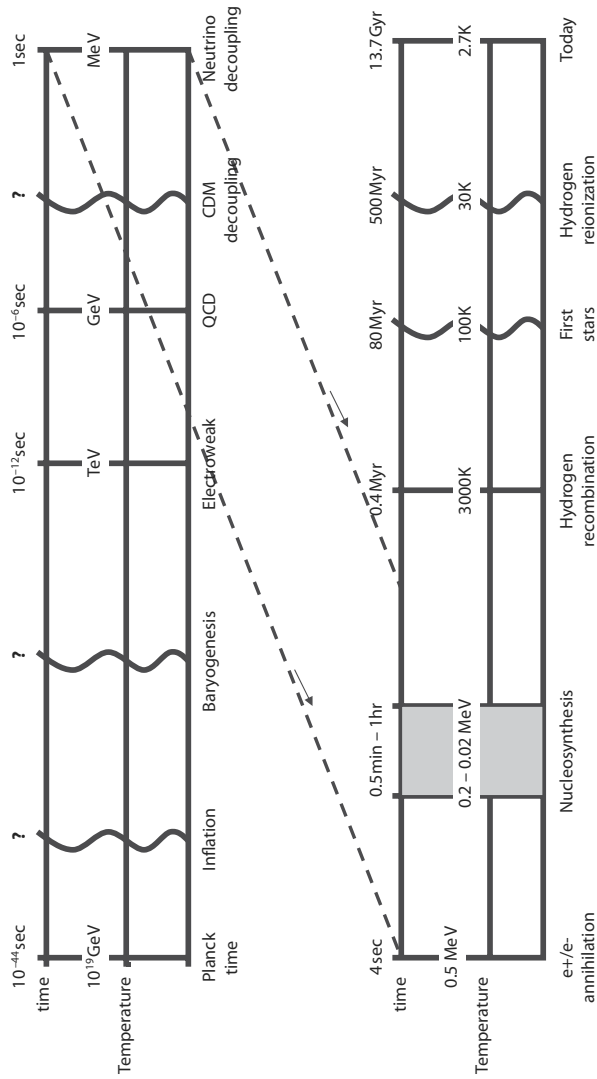 10⁻⁴⁴sec
?
?
10⁻¹²sec
10⁻⁶sec
?
1sec
time
10¹⁹GeV
TeV
GeV
MeV
Temperature
Planck
time
Inflation
Baryogenesis
Electroweak
QCD
CDM
decoupling
Neutrino
decoupling
4sec
0.5min – 1hr
0.4Myr
80Myr
500Myr
13.7Gyr
time
0.5 MeV
0.2 – 0.02 MeV
3000K
100K
30K
2.7K
Temperature
e+/e-
annihilation
Nucleosynthesis
Hydrogen
recombination
First
stars
Hydrogen
reionization
Today